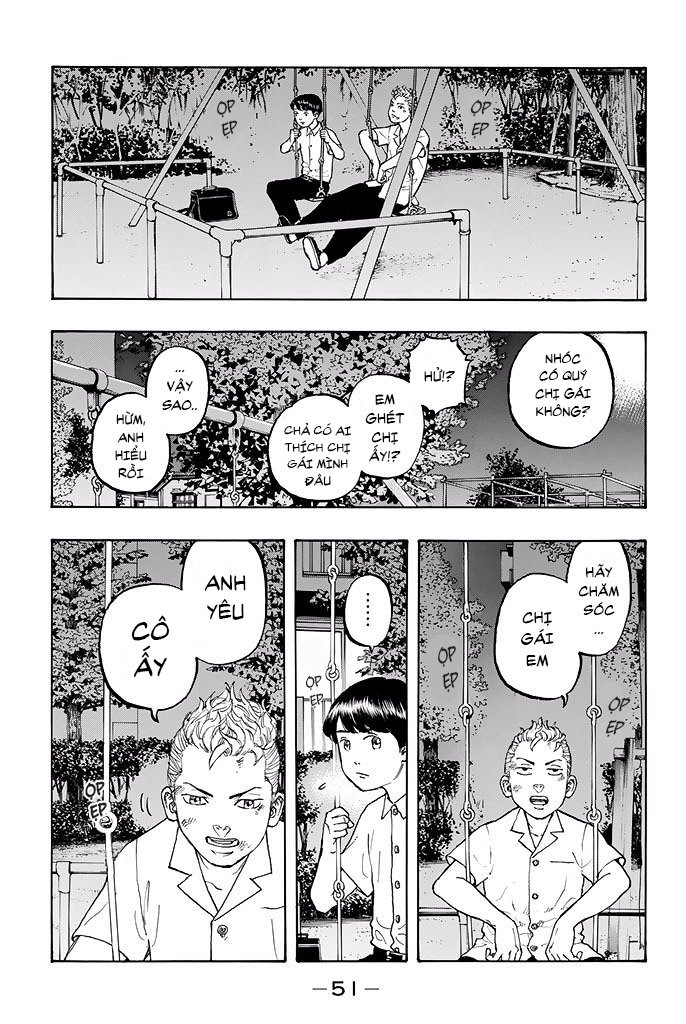 ỌP
ẸP
ỌP
ẸP
NHÓC
CÓ QUÝ
CHỊ GÁI
KHÔNG?
HỬ!?
EM
GHÉT
CHỊ
ẤY!?
CHẢ CÓ AI
THÍCH CHỊ
GÁI MÌNH
ĐÂU
...
VẬY
SAO..
HỪM,
ANH
HIỂU
RỒI
HÃY
CHĂM
SÓC
...
CHỊ
GÁI
EM
ỌP
ẸP
ỌP
ẸP
......
ỌP
ẸP
ANH
YÊU
CÔ
ẤY
ỌP
ẸP
—51—